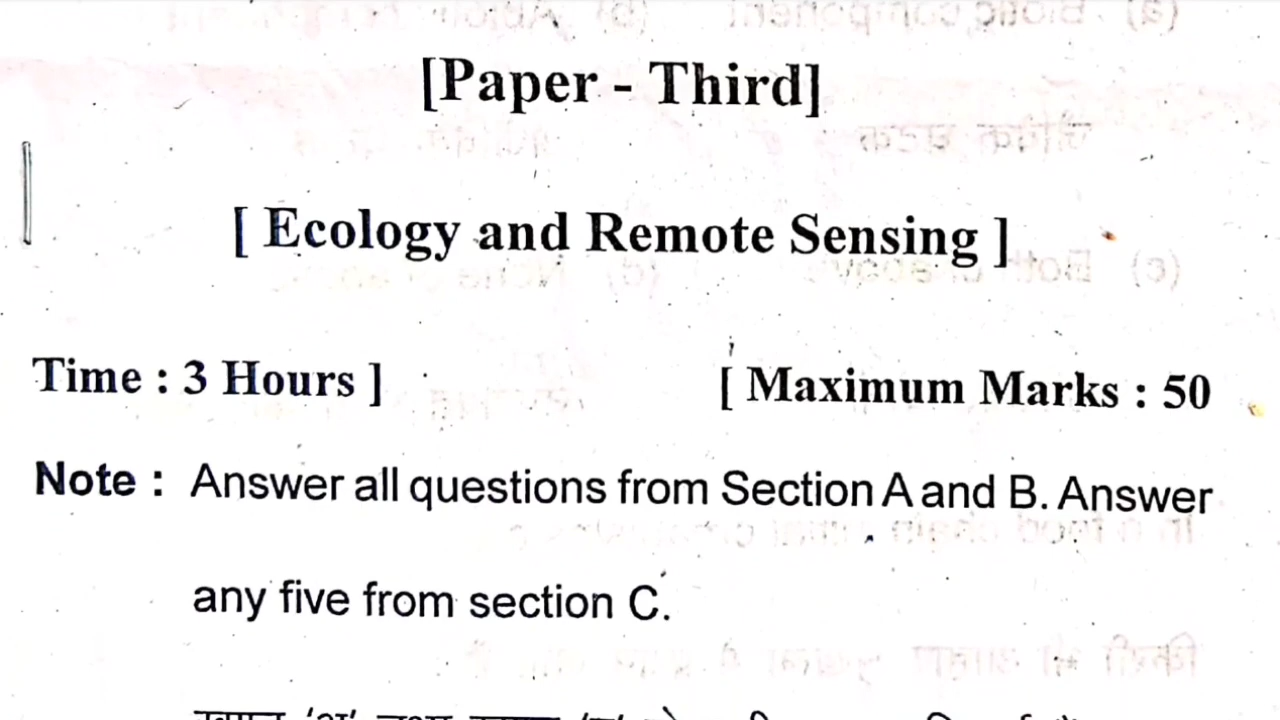 [Paper - Third]
[ Ecology and Remote Sensing ]
Time : 3 Hours ]
[ Maximum Marks : 50
Note : Answer all questions from Section A and B. Answer
any five from section C.